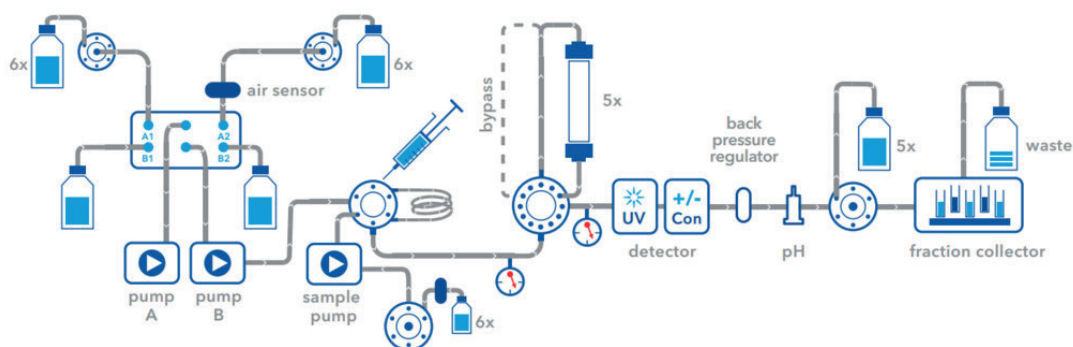 6x
6x
air sensor
A1
A2
B1
B2
bypass
5x
back
pressure
regulator
5x
waste
UV
+/-
Con
detector
pH
fraction collector
pump
A
pump
B
sample
pump
6x